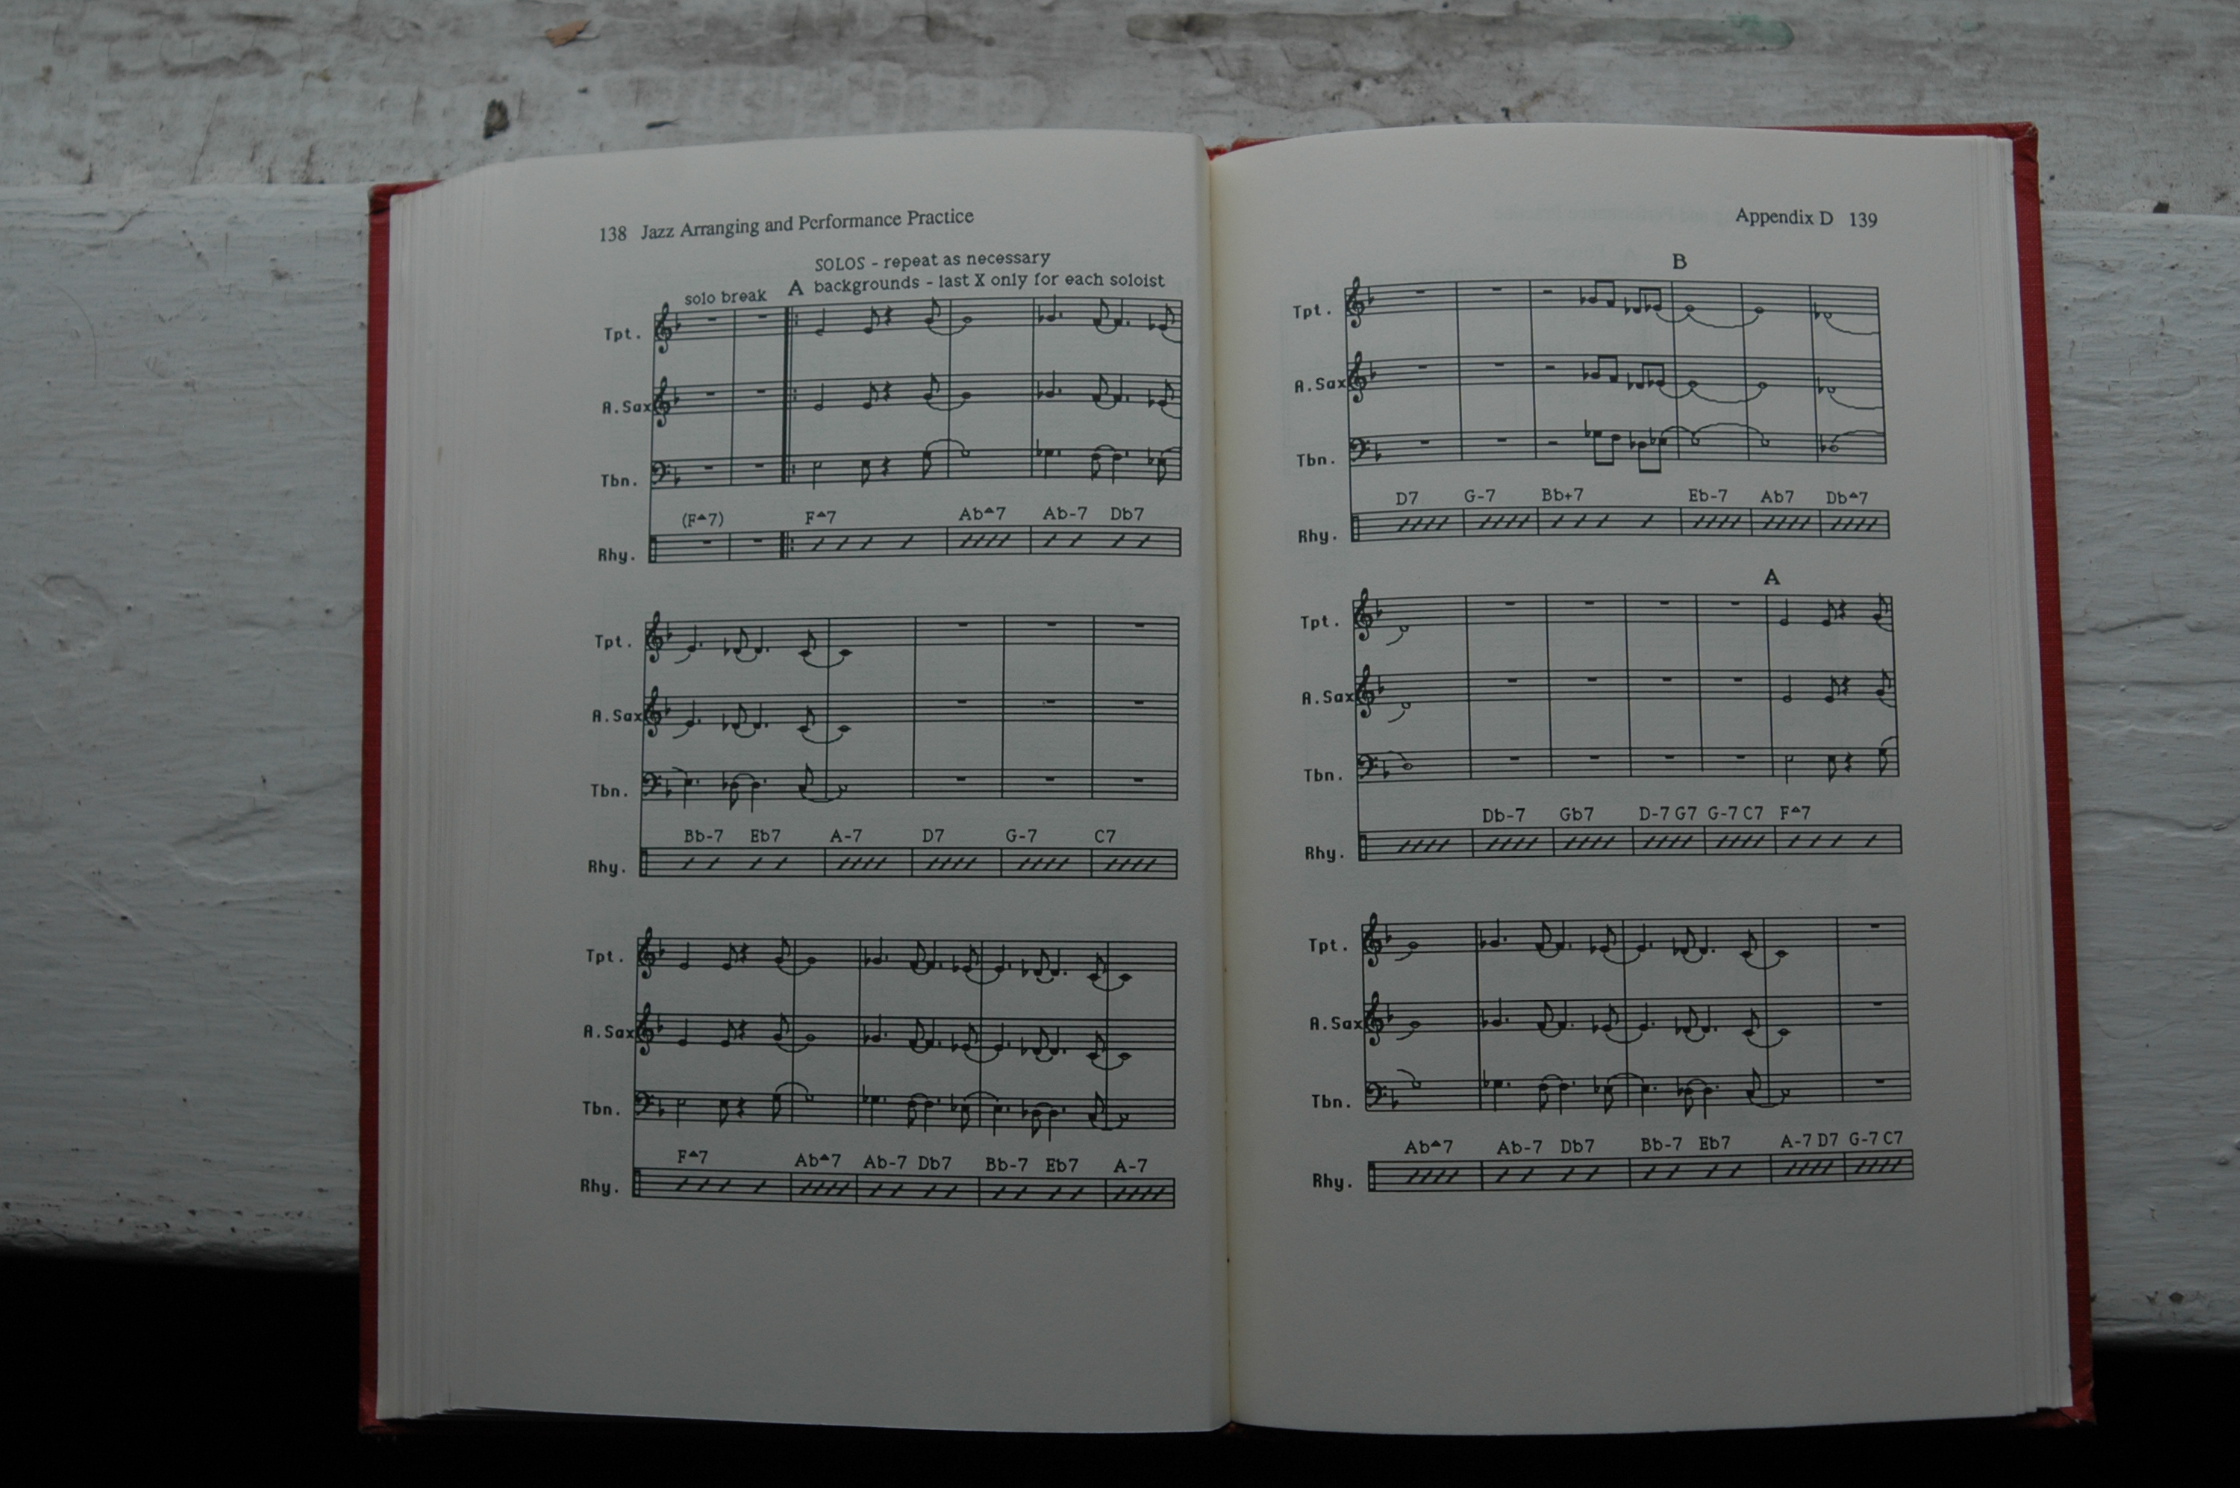 138 Jazz Arranging and Performance Practice
SOLOS - repeat as necessary
solo break A backgrounds - last X only for each soloist
Tpt.
A.Sax
Tbn.
(F▵7) F▵7 Ab▵7 Ab-7 Db7
Rhy.
Tpt.
A.Sax
Tbn.
Bb-7 Eb7 A-7 D7 G-7 C7
Rhy.
Tpt.
A.Sax
Tbn.
F▵7 Ab▵7 Ab-7 Db7 Bb-7 Eb7 A-7
Rhy.
Appendix D 139
B
Tpt.
A.Sax
Tbn.
D7 G-7 Bb+7 Eb-7 Ab7 Db▵7
Rhy.
A
Tpt.
A.Sax
Tbn.
Db-7 Gb7 D-7 G7 G-7 C7 F▵7
Rhy.
Tpt.
A.Sax
Tbn.
Ab▵7 Ab-7 Db7 Bb-7 Eb7 A-7 D7 G-7 C7
Rhy.